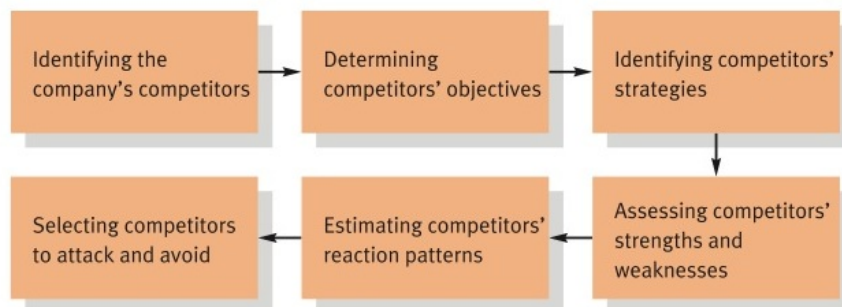 Identifying the
company's competitors
Determining
competitors' objectives
Identifying competitors'
strategies
Assessing competitors'
strengths and
weaknesses
Estimating competitors'
reaction patterns
Selecting competitors
to attack and avoid